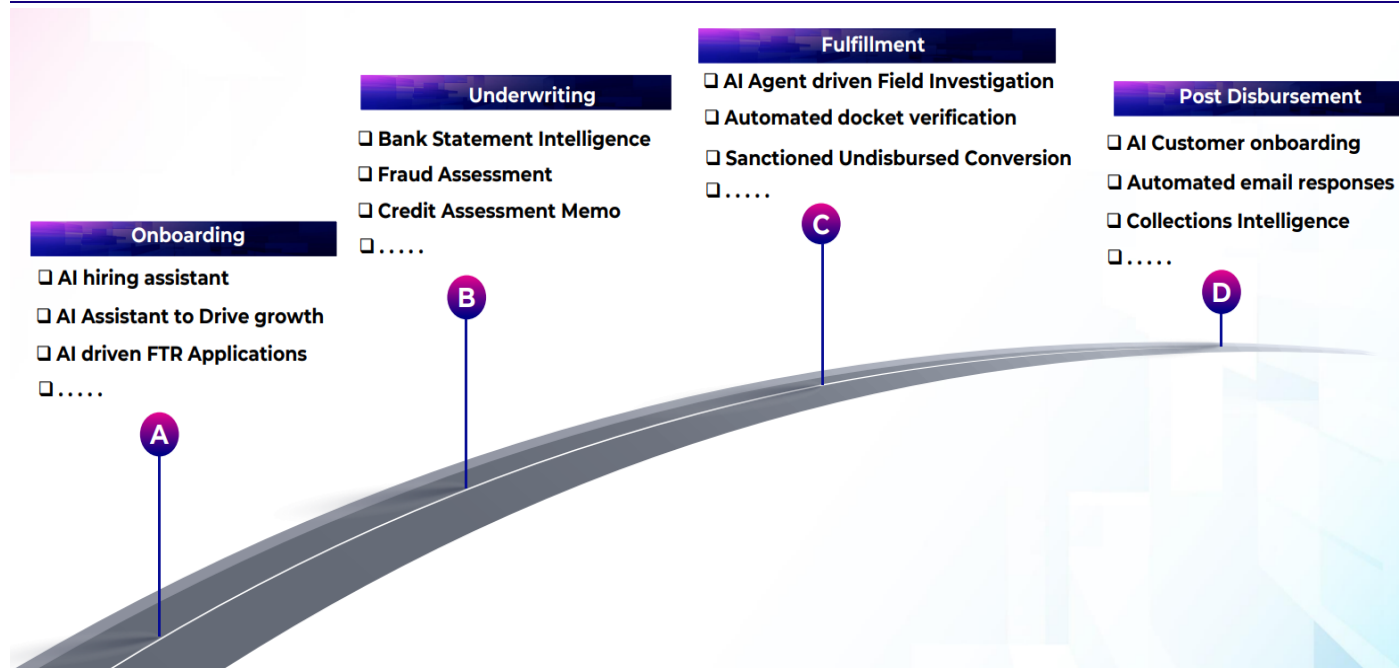 Onboarding
❑ AI hiring assistant
❑ AI Assistant to Drive growth
❑ AI driven FTR Applications
❑ . . . . .
A
Underwriting
❑ Bank Statement Intelligence
❑ Fraud Assessment
❑ Credit Assessment Memo
❑ . . . . .
B
Fulfillment
❑ AI Agent driven Field Investigation
❑ Automated docket verification
❑ Sanctioned Undisbursed Conversion
❑ . . . . .
C
Post Disbursement
❑ AI Customer onboarding
❑ Automated email responses
❑ Collections Intelligence
❑ . . . . .
D